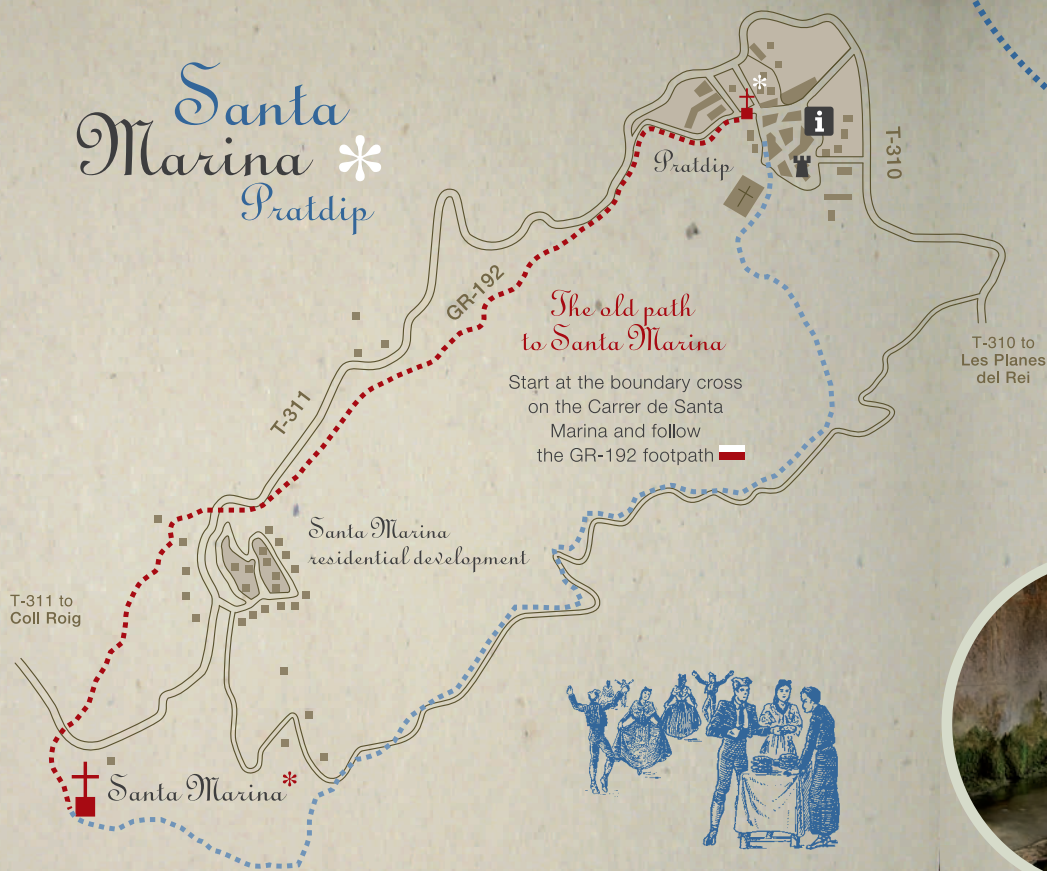 Santa
Marina *
Pratdip
Pratdip
i
T-310
GR-192
The old path
to Santa Marina
Start at the boundary cross
on the Carrer de Santa
Marina and follow
the GR-192 footpath
T-310 to
Les Planes
del Rei
T-311
Santa Marina
residential development
T-311 to
Coll Roig
Santa Marina*